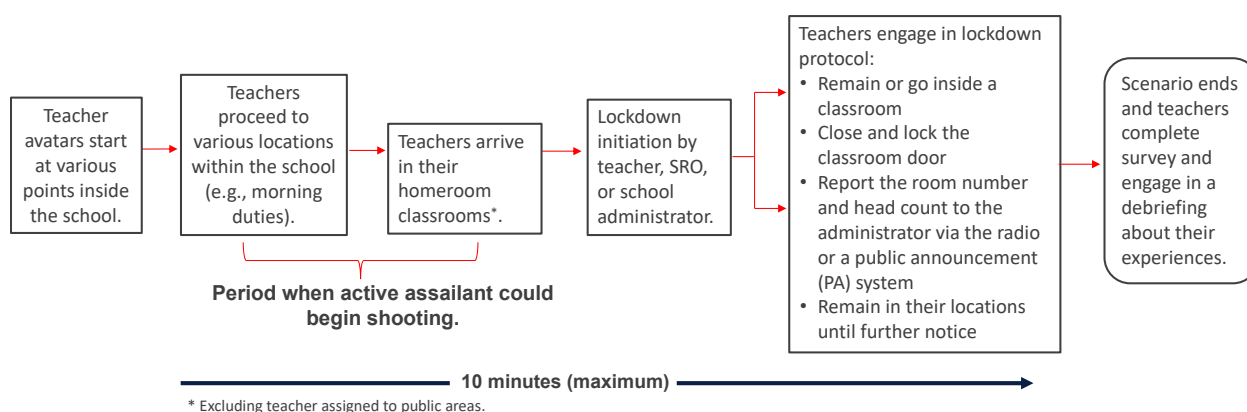 Teacher
avatars start
at various
points inside
the school.
Teachers
proceed to
various locations
within the school
(e.g., morning
duties).
Teachers arrive
in their
homeroom
classrooms*.
Period when active assailant could
begin shooting.
Lockdown
initiation by
teacher, SRO,
or school
administrator.
Teachers engage in lockdown
protocol:
• Remain or go inside a
classroom
• Close and lock the
classroom door
• Report the room number
and head count to the
administrator via the radio
or a public announcement
(PA) system
• Remain in their locations
until further notice
Scenario ends
and teachers
complete
survey and
engage in a
debriefing
about their
experiences.
10 minutes (maximum)
* Excluding teacher assigned to public areas.